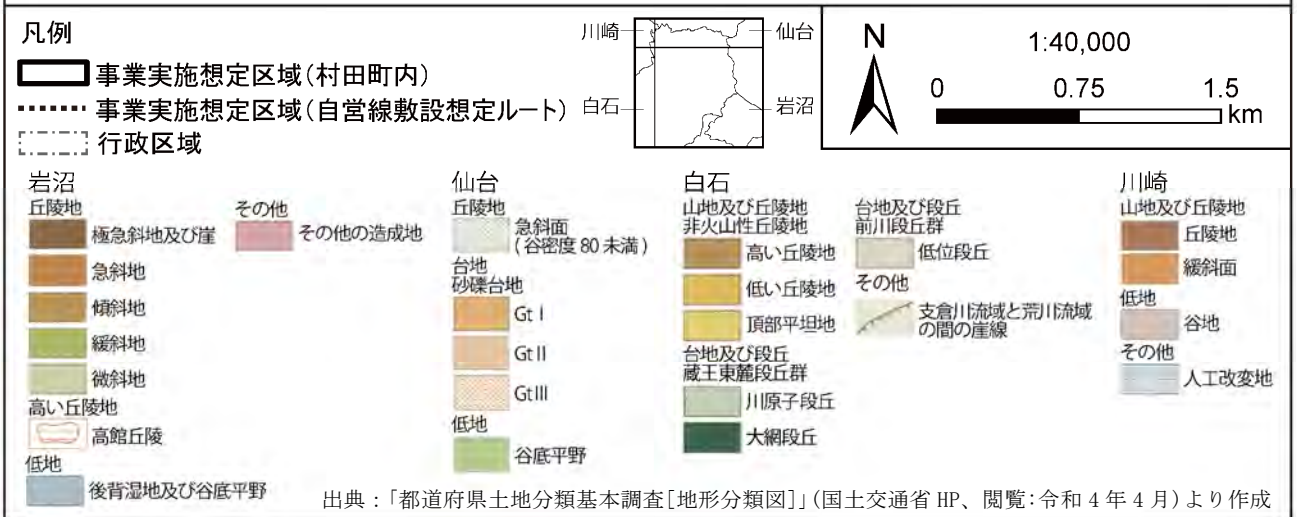 凡例
事業実施想定区域(村田町内)
事業実施想定区域(自営線敷設想定ルート)
行政区域
川崎
仙台
白石
岩沼
N
1:40,000
0 0.75 1.5
km
岩沼
丘陵地
極急斜地及び崖
急斜地
傾斜地
緩斜地
微斜地
高い丘陵地
高館丘陵
低地
後背湿地及び谷底平野
その他
その他の造成地
仙台
丘陵地
急斜面
(谷密度80未満)
台地
砂礫台地
GtⅠ
GtⅡ
GtⅢ
低地
谷底平野
白石
山地及び丘陵地
非火山性丘陵地
高い丘陵地
低い丘陵地
頂部平坦地
台地及び段丘
蔵王東麓段丘群
川原子段丘
大網段丘
台地及び段丘
前川段丘群
低位段丘
その他
支倉川流域と荒川流域
の間の崖線
川崎
山地及び丘陵地
丘陵地
緩斜面
低地
谷地
その他
人工改変地
出典:「都道府県土地分類基本調査[地形分類図]」(国土交通省 HP、閲覧:令和4年4月)より作成